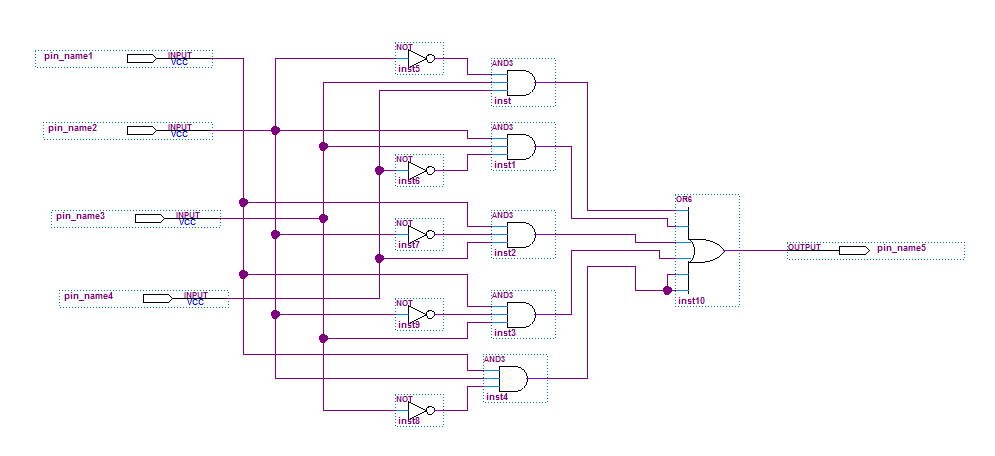 pin_name1
INPUT
VCC
pin_name2
INPUT
VCC
pin_name3
INPUT
VCC
pin_name4
INPUT
VCC
NOT
inst5
AND3
inst
AND3
inst1
NOT
inst6
AND3
inst2
NOT
inst7
AND3
inst3
NOT
inst9
AND3
inst4
NOT
inst8
OR6
inst10
OUTPUT
pin_name5